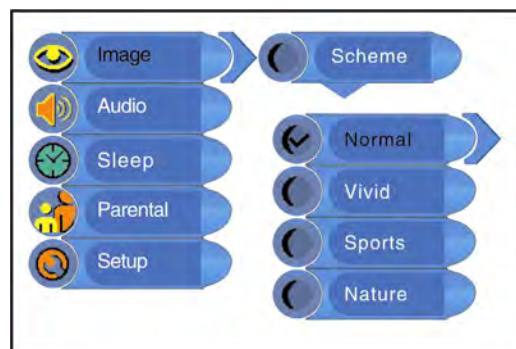 Image
Audio
Sleep
Parental
Setup
Scheme
Normal
Vivid
Sports
Nature